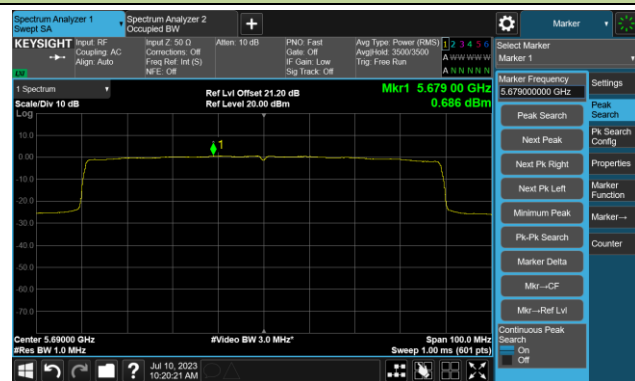 Spectrum Analyzer 1
Swept SA
Spectrum Analyzer 2
Occupied BW
+
Marker
KEYSIGHT
Input: RF
Coupling: AC
Align: Auto
Input Z: 50 Ω
Corrections: Off
Freq Ref: Int (S)
NFE: Off
Atten: 10 dB
PNO: Fast
Gate: Off
IF Gain: Low
Sig Track: Off
Avg Type: Power (RMS)
Avg|Hold: 3500/3500
Trig: Free Run
1 2 3 4 5 6
A W W W W W
A N N N N N
Select Marker
Marker 1
1 Spectrum
Scale/Div 10 dB
Log
Ref Lvl Offset 21.20 dB
Ref Level 20.00 dBm
Mkr1 5.679 00 GHz
0.686 dBm
1
10.0
0.00
-10.0
-20.0
-30.0
-40.0
-50.0
-60.0
-70.0
Center 5.69000 GHz
#Res BW 1.0 MHz
#Video BW 3.0 MHz*
Span 100.0 MHz
Sweep 1.00 ms (601 pts)
Marker Frequency
5.679000000 GHz
Peak Search
Next Peak
Next Pk Right
Next Pk Left
Minimum Peak
Pk-Pk Search
Marker Delta
Mkr→CF
Mkr→Ref Lvl
Continuous Peak
Search
On
Off
Settings
Peak
Search
Pk Search
Config
Properties
Marker
Function
Marker→
Counter
?
Jul 10, 2023
10:20:21 AM